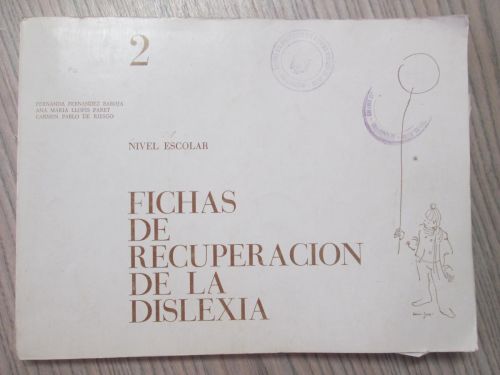 2
FERNANDA FERNANDEZ BAROJA
ANA MARIA LLOPIS PARET
CARMEN PABLO DE RIESGO
NIVEL ESCOLAR
FICHAS
DE
RECUPERACION
DE LA
DISLEXIA